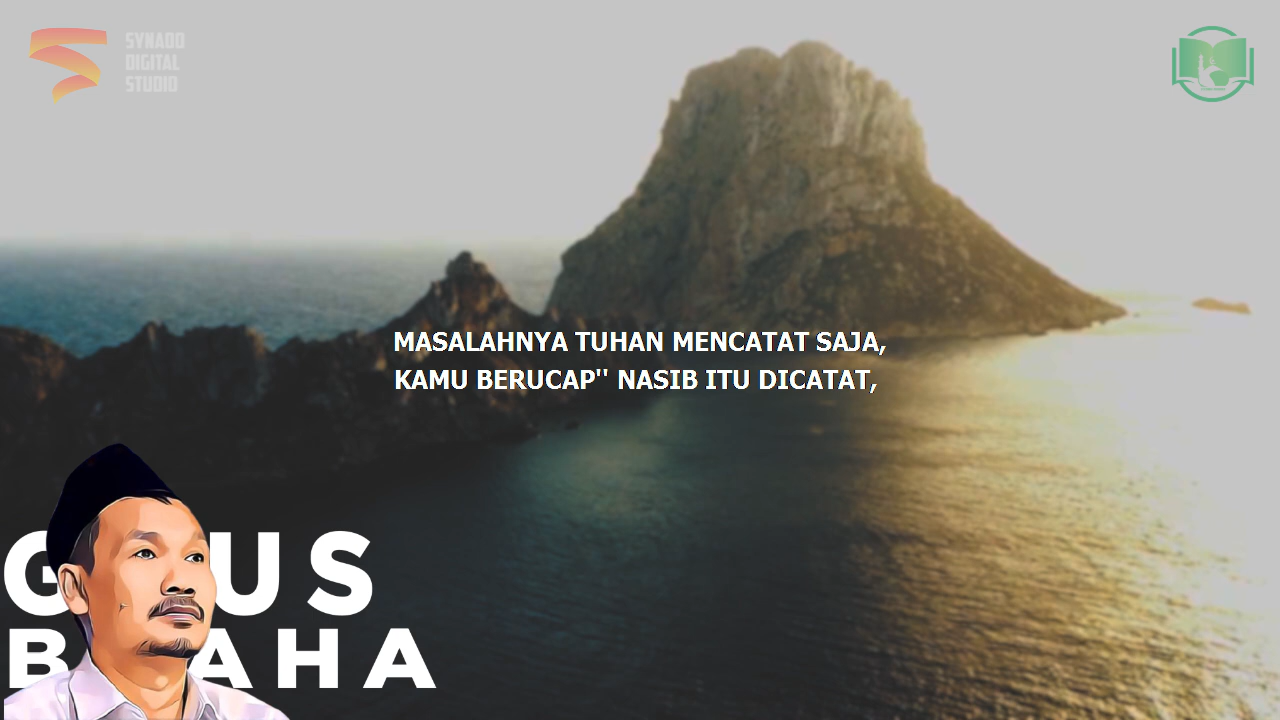 SYNADO
DIGITAL
STUDIO
MASALAHNYA TUHAN MENCATAT SAJA,
KAMU BERUCAP'' NASIB ITU DICATAT,
GUS
BAHA